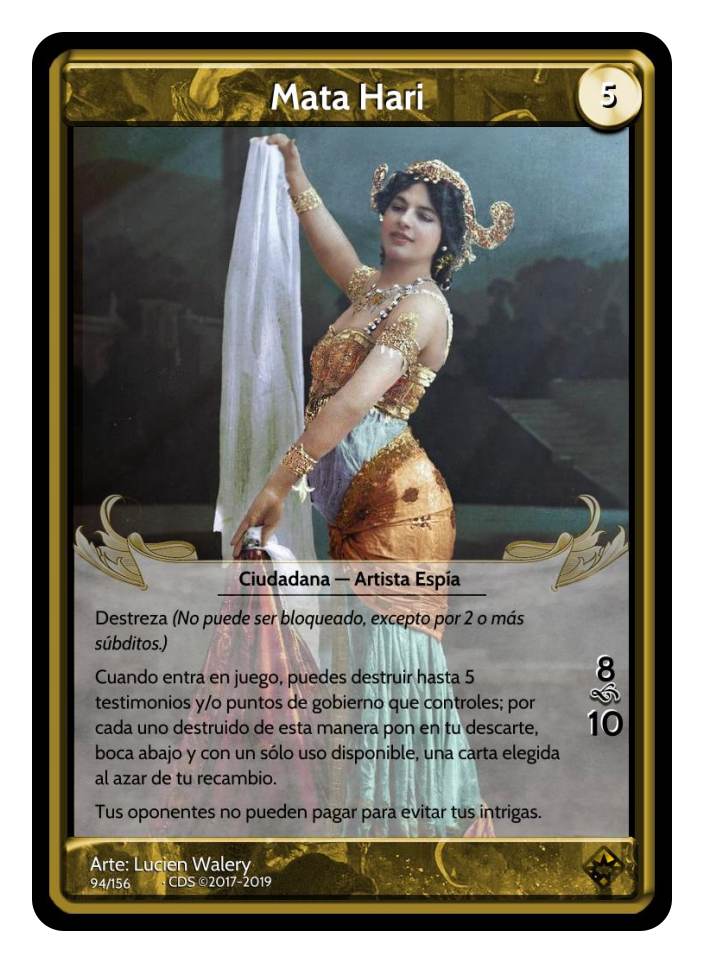 Mata Hari
5
Ciudadana — Artista Espía
Destreza (No puede ser bloqueado, excepto por 2 o más
súbditos.)
Cuando entra en juego, puedes destruir hasta 5
testimonios y/o puntos de gobierno que controles; por
cada uno destruido de esta manera pon en tu descarte,
boca abajo y con un sólo uso disponible, una carta elegida
al azar de tu recambio.
Tus oponentes no pueden pagar para evitar tus intrigas.
8
10
Arte: Lucien Walery
94/156 · CDS ©2017-2019